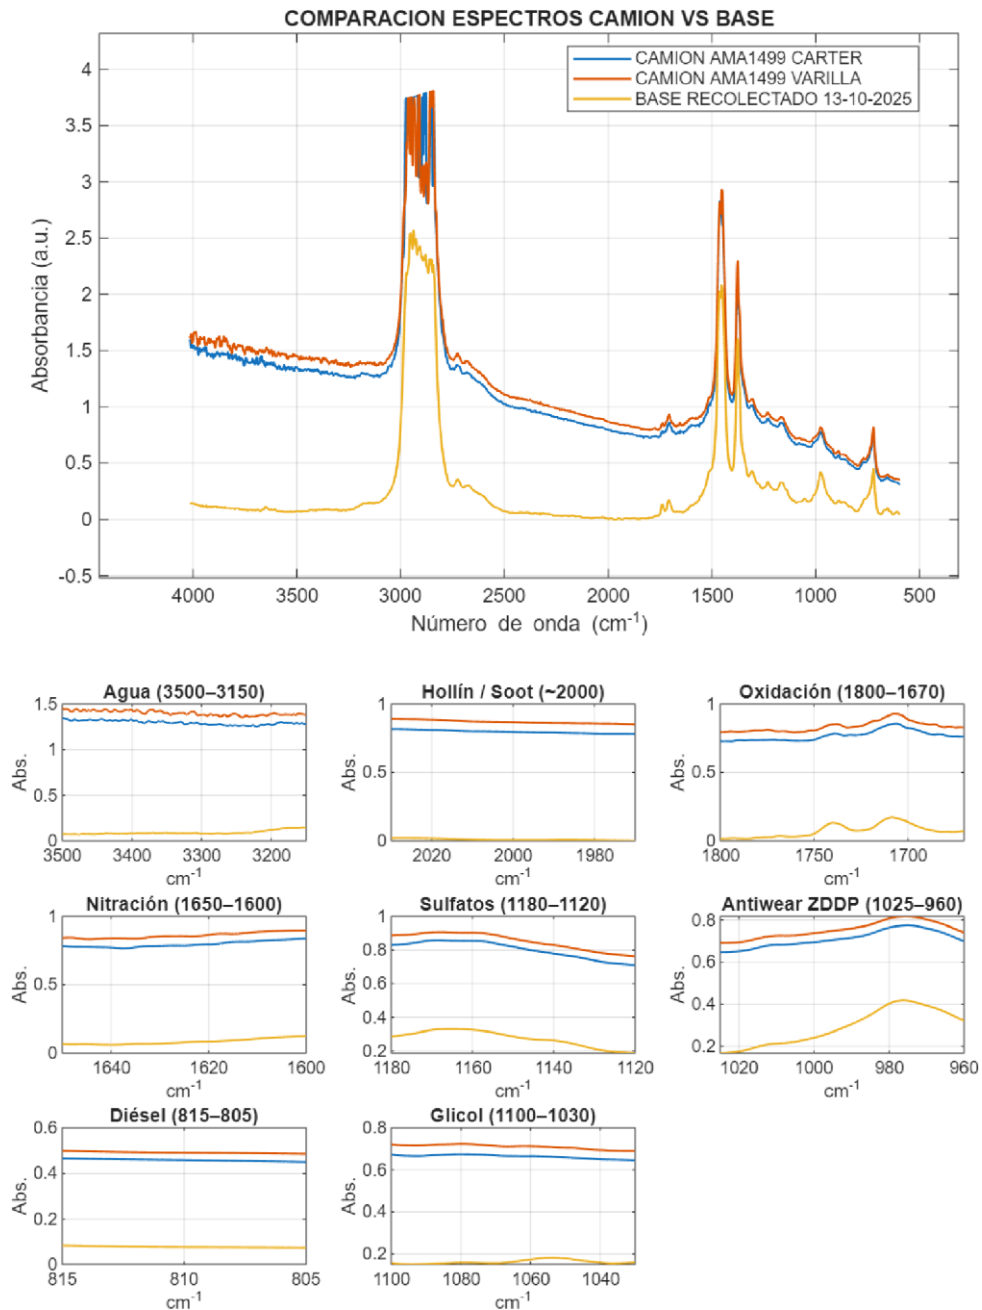 COMPARACION ESPECTROS CAMION VS BASE
CAMION AMA1499 CARTER
CAMION AMA1499 VARILLA
BASE RECOLECTADO 13-10-2025
Absorbancia (a.u.)
4
3.5
3
2.5
2
1.5
1
0.5
0
-0.5
4000 3500 3000 2500 2000 1500 1000 500
Número de onda (cm⁻¹)
Agua (3500–3150)
Abs.
1.5
1
0.5
0
3500 3400 3300 3200
cm⁻¹
Hollín / Soot (~2000)
Abs.
1
0.5
0
2020 2000 1980
cm⁻¹
Oxidación (1800–1670)
Abs.
1
0.5
0
1800 1750 1700
cm⁻¹
Nitración (1650–1600)
Abs.
1
0.5
0
1640 1620 1600
cm⁻¹
Sulfatos (1180–1120)
Abs.
1
0.8
0.6
0.4
0.2
1180 1160 1140 1120
cm⁻¹
Antiwear ZDDP (1025–960)
Abs.
0.8
0.6
0.4
0.2
1020 1000 980 960
cm⁻¹
Diésel (815–805)
Abs.
0.6
0.4
0.2
0
815 810 805
cm⁻¹
Glicol (1100–1030)
Abs.
0.8
0.6
0.4
0.2
1100 1080 1060 1040
cm⁻¹